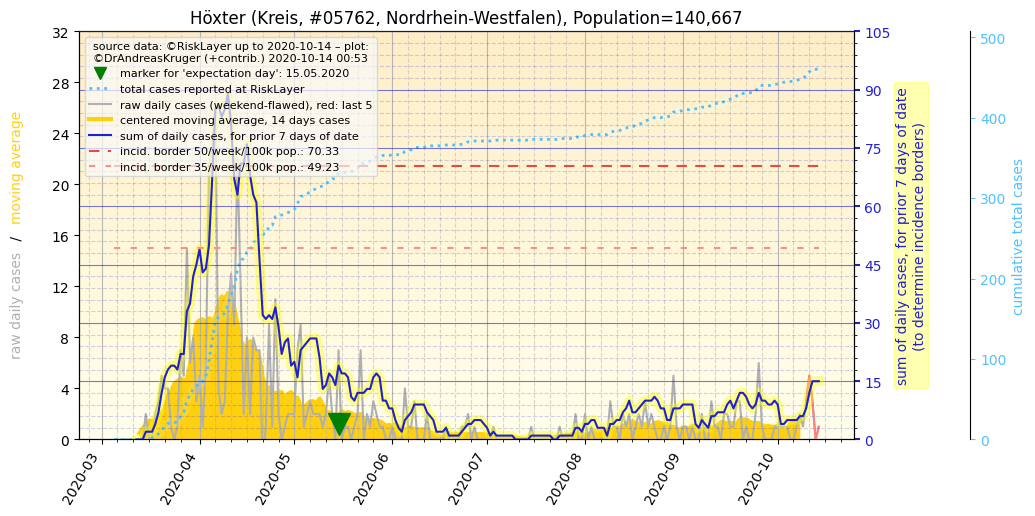 Höxter (Kreis, #05762, Nordrhein-Westfalen), Population=140,667
source data: ©RiskLayer up to 2020-10-14 – plot:
©DrAndreasKruger (+contrib.) 2020-10-14 00:53
marker for 'expectation day': 15.05.2020
total cases reported at RiskLayer
raw daily cases (weekend-flawed), red: last 5
centered moving average, 14 days cases
sum of daily cases, for prior 7 days of date
incid. border 50/week/100k pop.: 70.33
incid. border 35/week/100k pop.: 49.23
raw daily cases / moving average
32
28
24
20
16
12
8
4
0
105
90
75
60
45
30
15
0
sum of daily cases, for prior 7 days of date
(to determine incidence borders)
500
400
300
200
100
0
cumulative total cases
2020-03
2020-04
2020-05
2020-06
2020-07
2020-08
2020-09
2020-10